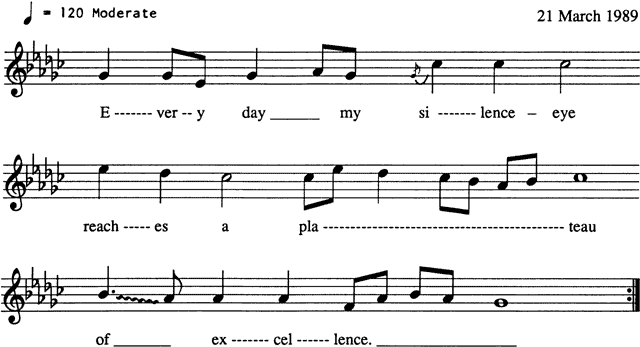 ♩ = 120 Moderate 21 March 1989
E ------- ver -- y day ______ my si ------- lence – eye
reach ----- es a pla ------------------------------------------- teau
of _______ ex ------- cel ------ lence. __________________